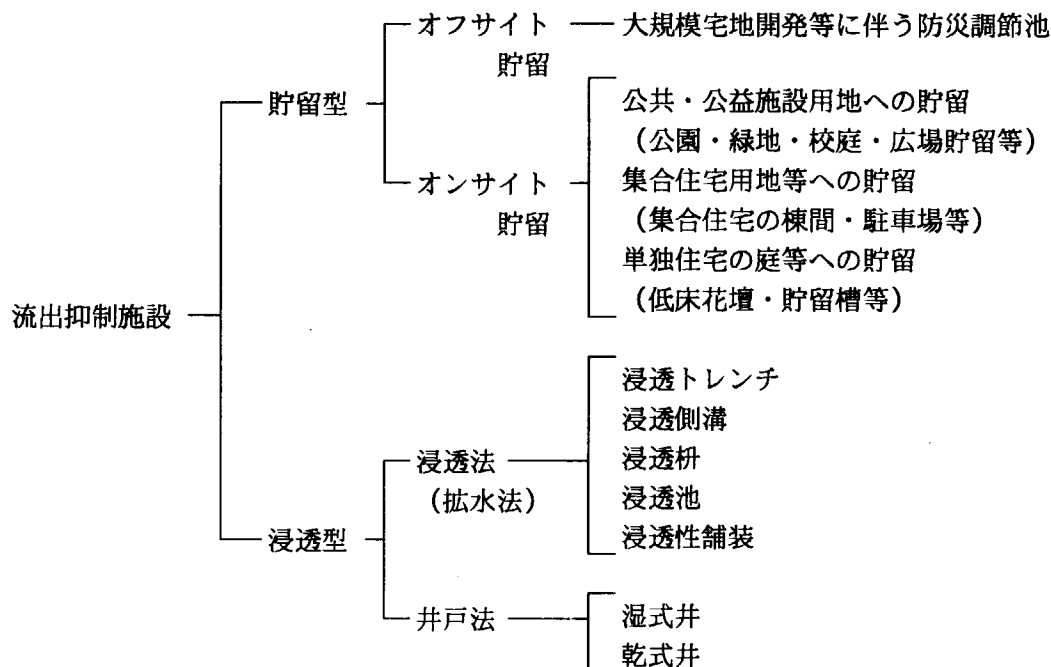 オフサイト
貯留
大規模宅地開発等に伴う防災調節池
貯留型
オンサイト
貯留
公共・公益施設用地への貯留
(公園・緑地・校庭・広場貯留等)
集合住宅用地等への貯留
(集合住宅の棟間・駐車場等)
単独住宅の庭等への貯留
(低床花壇・貯留槽等)
流出抑制施設
浸透型
浸透法
(拡水法)
浸透トレンチ
浸透側溝
浸透枡
浸透池
浸透性舗装
井戸法
湿式井
乾式井